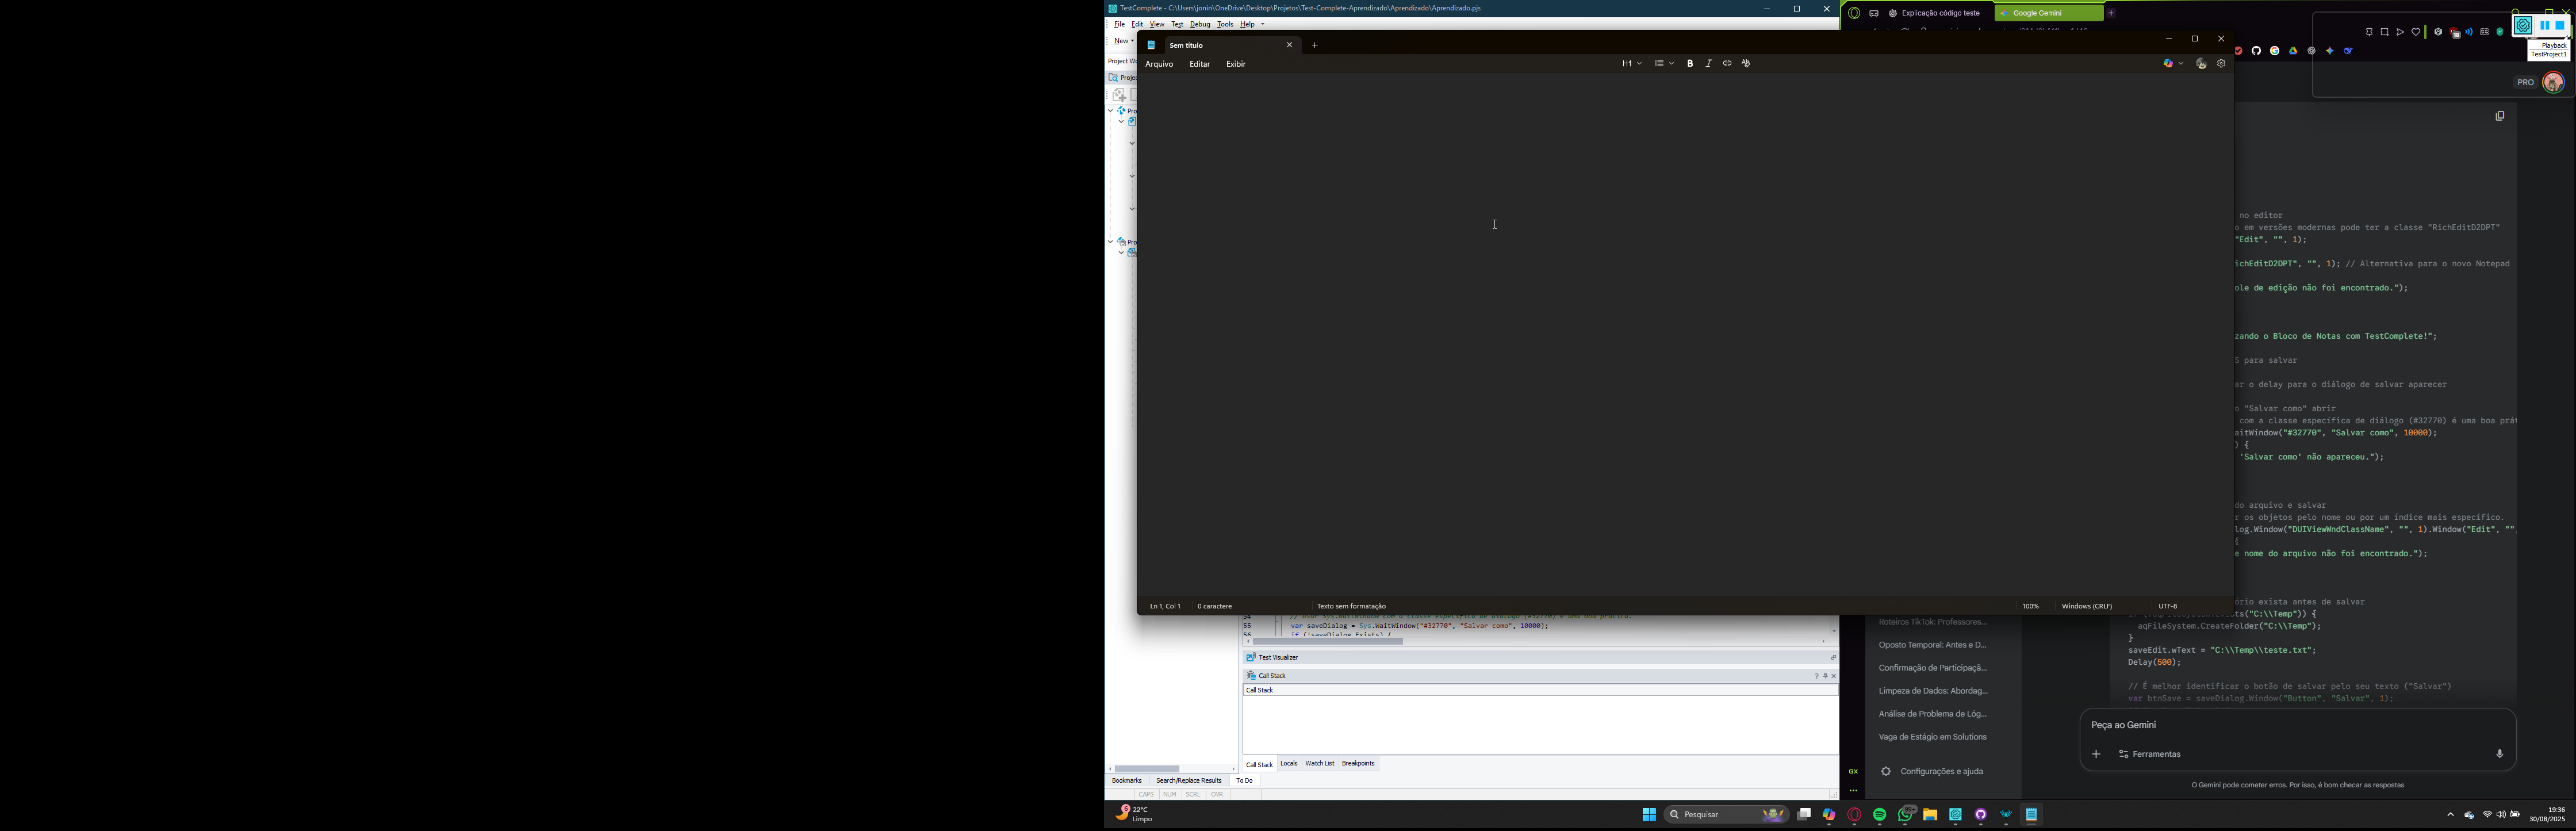 TestComplete - C:\Users\jonin\OneDrive\Desktop\Projetos\Test-Complete-Aprendizado\Aprendizado\Aprendizado.pjs
File Edit View Test Debug Tools Help
New
Project Wo
Projec
Pro
Pro
Sem título
Arquivo Editar Exibir
H1
Ln 1, Col 1
0 caractere
Texto sem formatação
100%
Windows (CRLF)
UTF-8
Explicação código teste
Google Gemini
Playback
TestProject1
PRO
no editor
o em versões modernas pode ter a classe "RichEditD2DPT"
"Edit", "", 1);
ichEditD2DPT", "", 1); // Alternativa para o novo Notepad
ole de edição não foi encontrado.");
rando o Bloco de Notas com TestComplete!";
S para salvar
ar o delay para o diálogo de salvar aparecer
o "Salvar como" abrir
com a classe específica de diálogo (#32770) é uma boa prát
aitWindow("#32770", "Salvar como", 10000);
) {
'Salvar como' não apareceu.");
do arquivo e salvar
r os objetos pelo nome ou por um índice mais específico.
log.Window("DUIViewWndClassName", "", 1).Window("Edit", ""
{
e nome do arquivo não foi encontrado.");
ório exista antes de salvar
ts("C:\\Temp")) {
aqFileSystem.CreateFolder("C:\\Temp");
}
saveEdit.wText = "C:\\Temp\\teste.txt";
Delay(500);
// É melhor identificar o botão de salvar pelo seu texto ("Salvar")
var btnSave = saveDialog.Window("Button", "Salvar", 1);
54
55 var saveDialog = Sys.WaitWindow("#32770", "Salvar como", 10000);
56 if (!saveDialog.Exists) {
Test Visualizer
Call Stack
Call Stack
Call Stack Locals Watch List Breakpoints
Bookmarks Search/Replace Results To Do
CAPS NUM SCRL OVR
Roteiros TikTok: Professores...
Oposto Temporal: Antes e D...
Confirmação de Participaçã...
Limpeza de Dados: Abordag...
Análise de Problema de Lóg...
Vaga de Estágio em Solutions
Configurações e ajuda
Peça ao Gemini
Ferramentas
O Gemini pode cometer erros. Por isso, é bom checar as respostas
GX
6
22°C
Limpo
Pesquisar
99+
19:36
30/08/2025